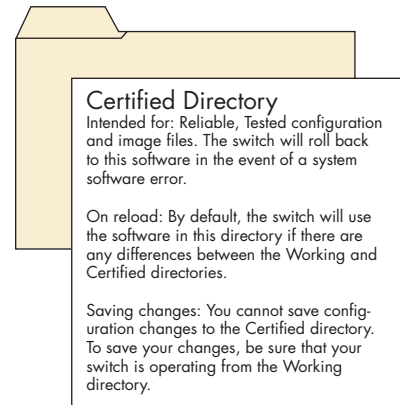 Certified Directory
Intended for: Reliable, Tested configuration
and image files. The switch will roll back
to this software in the event of a system
software error.
On reload: By default, the switch will use
the software in this directory if there are
any differences between the Working and
Certified directories.
Saving changes: You cannot save config-
uration changes to the Certified directory.
To save your changes, be sure that your
switch is operating from the Working
directory.